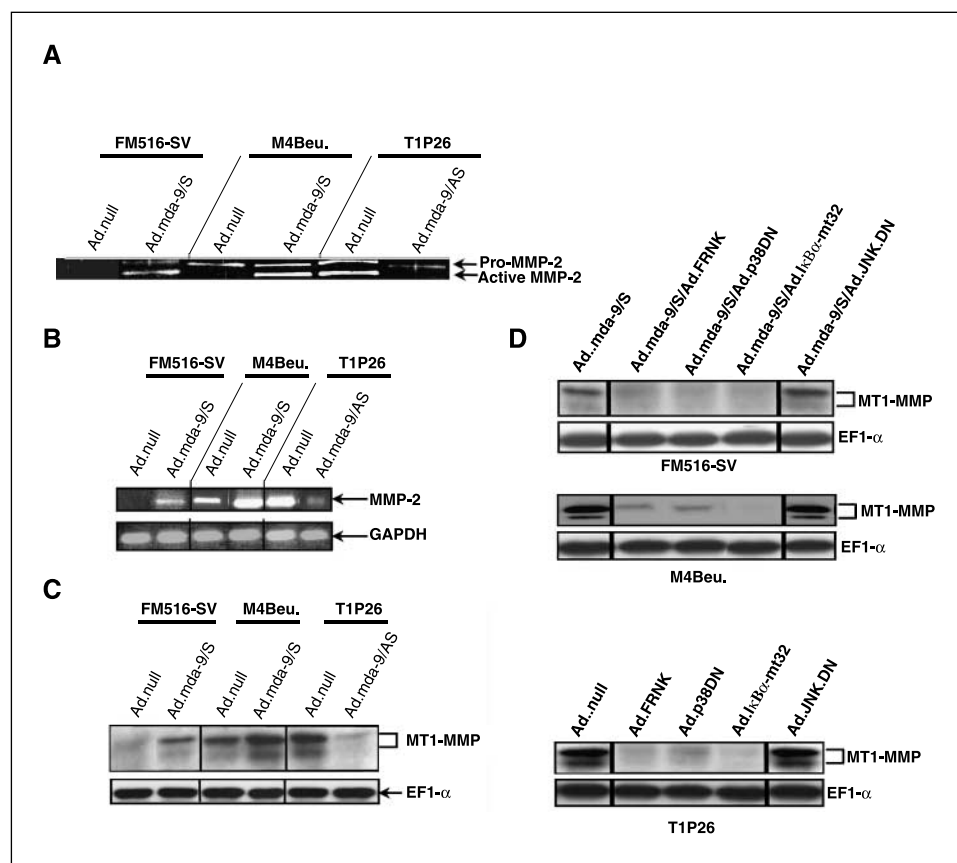 A
FM516-SV M4Beu. T1P26
Ad.null Ad.mda-9/S Ad.null Ad.mda-9/S Ad.null Ad.mda-9/AS
Pro-MMP-2
Active MMP-2
B
FM516-SV M4Beu. T1P26
Ad.null Ad.mda-9/S Ad.null Ad.mda-9/S Ad.null Ad.mda-9/AS
MMP-2
GAPDH
C
FM516-SV M4Beu. T1P26
Ad.null Ad.mda-9/S Ad.null Ad.mda-9/S Ad.null Ad.mda-9/AS
MT1-MMP
EF1-α
D
Ad..mda-9/S Ad.mda-9/S/Ad.FRNK Ad.mda-9/S/Ad.p38DN Ad.mda-9/S/Ad.IκBα-mt32 Ad.mda-9/S/Ad.JNK.DN
MT1-MMP
EF1-α
FM516-SV
MT1-MMP
EF1-α
M4Beu.
Ad..null Ad.FRNK Ad.p38DN Ad.IκBα-mt32 Ad.JNK.DN
MT1-MMP
EF1-α
T1P26